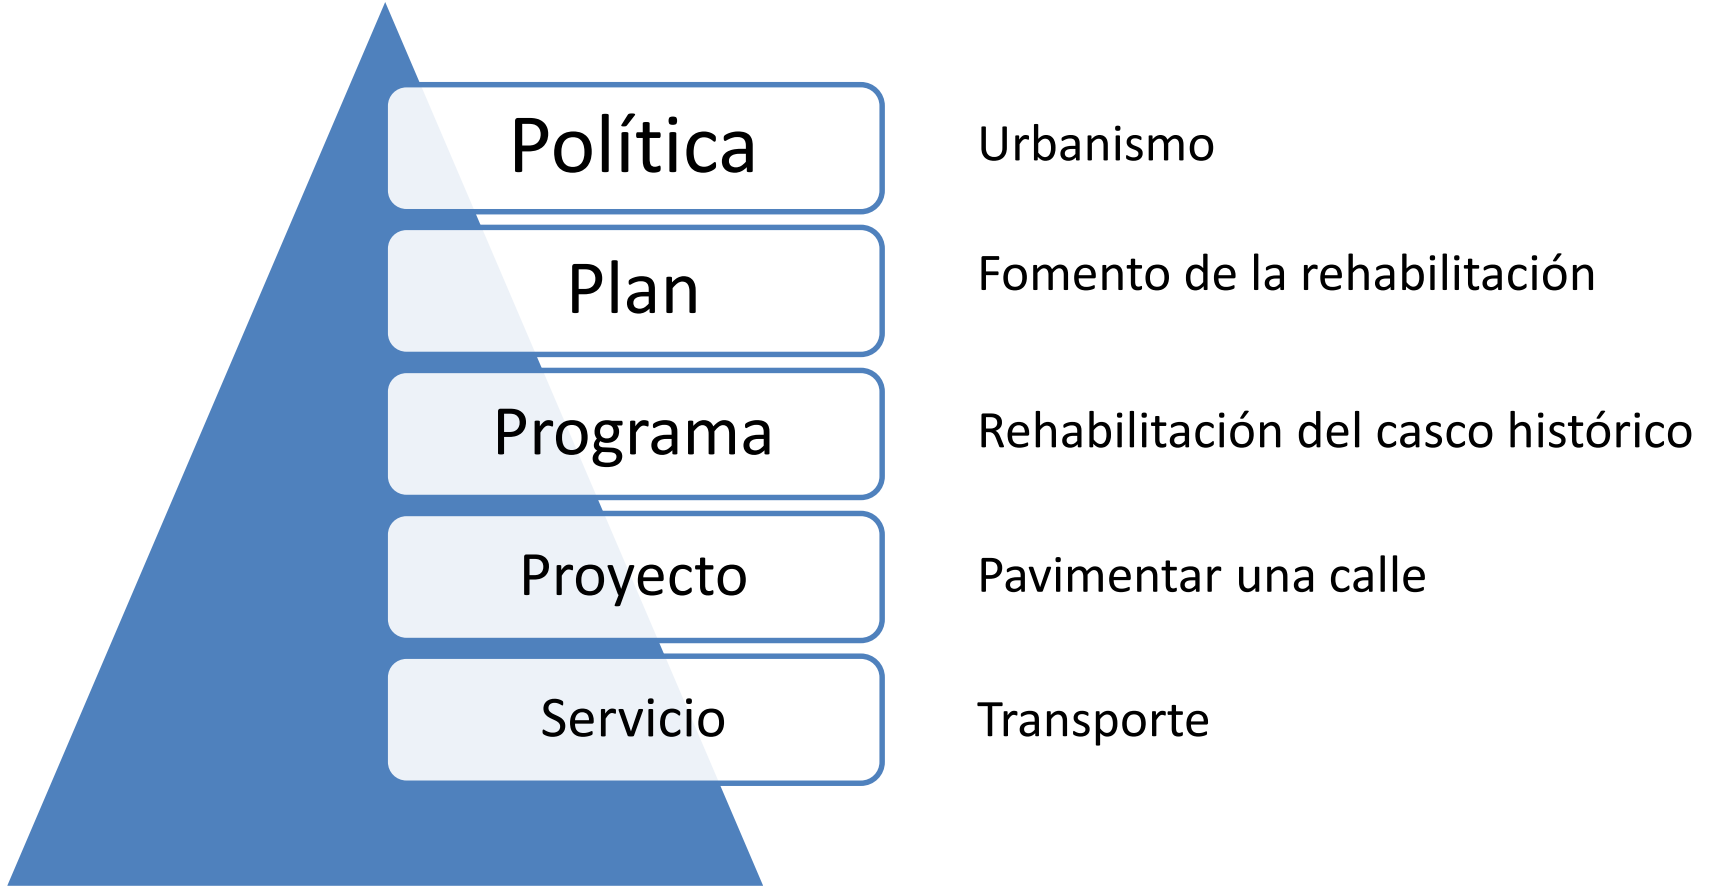 Política
Urbanismo
Plan
Fomento de la rehabilitación
Programa
Rehabilitación del casco histórico
Proyecto
Pavimentar una calle
Servicio
Transporte